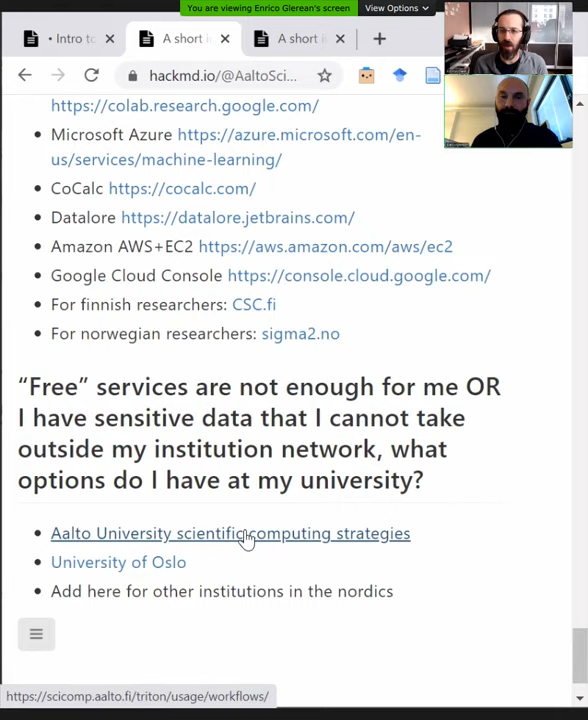 You are viewing Enrico Glerean's screen
View Options
• Intro to
A short i
A short i
hackmd.io/@AaltoSci...
https://colab.research.google.com/
• Microsoft Azure https://azure.microsoft.com/en-
us/services/machine-learning/
• CoCalc https://cocalc.com/
• Datalore https://datalore.jetbrains.com/
• Amazon AWS+EC2 https://aws.amazon.com/aws/ec2
• Google Cloud Console https://console.cloud.google.com/
• For finnish researchers: CSC.fi
• For norwegian researchers: sigma2.no
“Free” services are not enough for me OR
I have sensitive data that I cannot take
outside my institution network, what
options do I have at my university?
• Aalto University scientific computing strategies
• University of Oslo
• Add here for other institutions in the nordics
https://scicomp.aalto.fi/triton/usage/workflows/